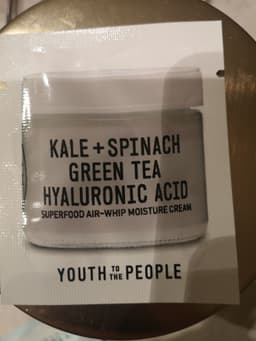 KALE + SPINACH
GREEN TEA
HYALURONIC ACID
SUPERFOOD AIR-WHIP MOISTURE CREAM
YOUTH TO THE PEOPLE